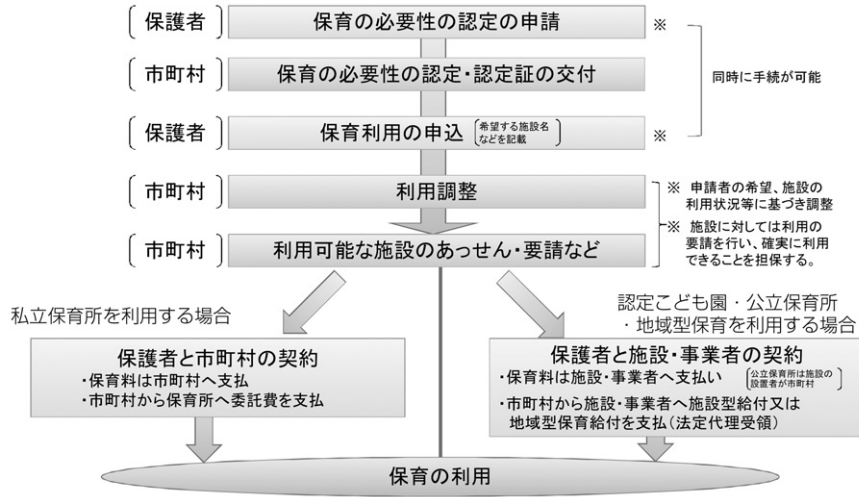 保護者
保育の必要性の認定の申請
※
市町村
保育の必要性の認定・認定証の交付
同時に手続が可能
保護者
保育利用の申込
希望する施設名
などを記載
※
市町村
利用調整
※ 申請者の希望、施設の
利用状況等に基づき調整
市町村
利用可能な施設のあっせん・要請など
※ 施設に対しては利用の
要請を行い、確実に利用
できることを担保する。
私立保育所を利用する場合
認定こども園・公立保育所
・地域型保育を利用する場合
保護者と市町村の契約
・保育料は市町村へ支払
・市町村から保育所へ委託費を支払
保護者と施設・事業者の契約
・保育料は施設・事業者へ支払い
公立保育所は施設の
設置者が市町村
・市町村から施設・事業者へ施設型給付又は
地域型保育給付を支払(法定代理受領)
保育の利用